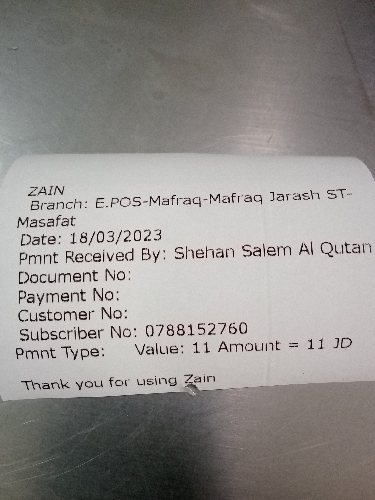 ZAIN
Branch: E.POS-Mafraq-Mafraq Jarash ST-
Masafat
Date: 18/03/2023
Pmnt Received By: Shehan Salem Al Qutan
Document No:
Payment No:
Customer No:
Subscriber No: 0788152760
Pmnt Type: Value: 11 Amount = 11 JD
Thank you for using Zain